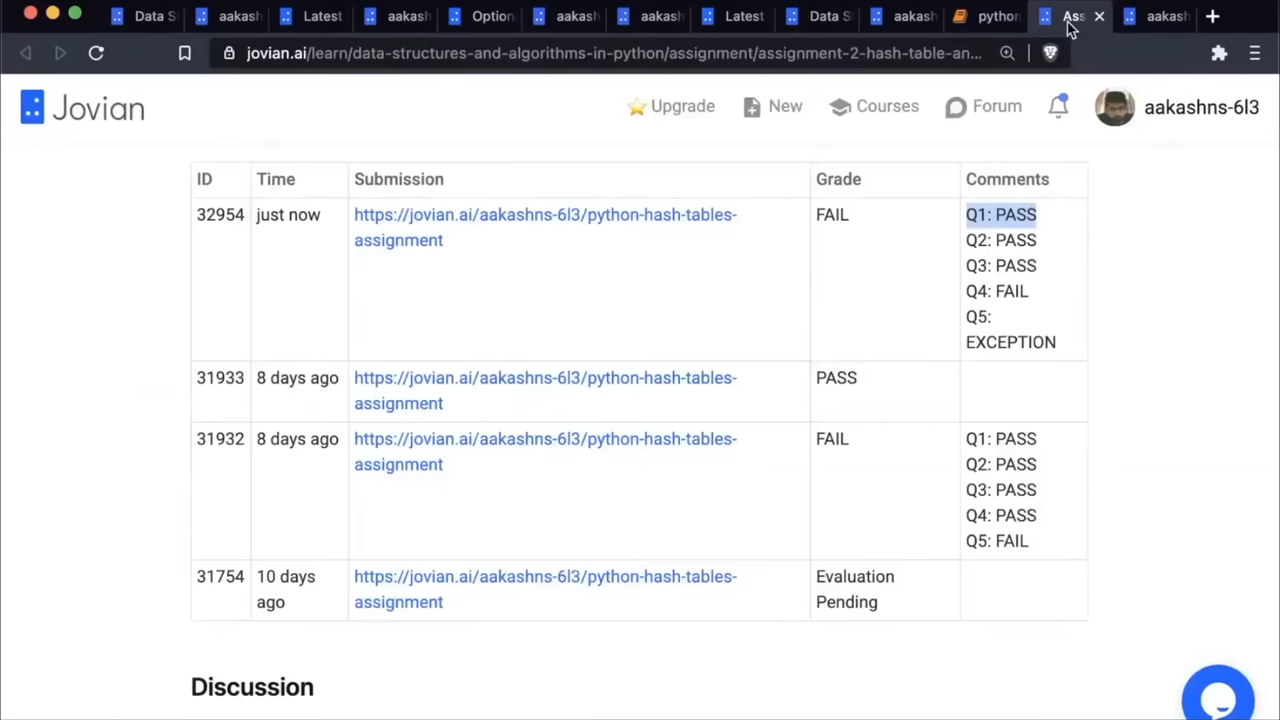 Data S
aakash
Latest
aakash
Option
aakash
aakash
Latest
Data S
aakash
python
Ass
aakash
jovian.ai/learn/data-structures-and-algorithms-in-python/assignment/assignment-2-hash-table-an...
Jovian
Upgrade
New
Courses
Forum
aakashns-6l3
ID Time Submission Grade Comments
32954 just now https://jovian.ai/aakashns-6l3/python-hash-tables- FAIL Q1: PASS
assignment Q2: PASS
Q3: PASS
Q4: FAIL
Q5:
EXCEPTION
31933 8 days ago https://jovian.ai/aakashns-6l3/python-hash-tables- PASS
assignment
31932 8 days ago https://jovian.ai/aakashns-6l3/python-hash-tables- FAIL Q1: PASS
assignment Q2: PASS
Q3: PASS
Q4: PASS
Q5: FAIL
31754 10 days https://jovian.ai/aakashns-6l3/python-hash-tables- Evaluation
ago assignment Pending
Discussion